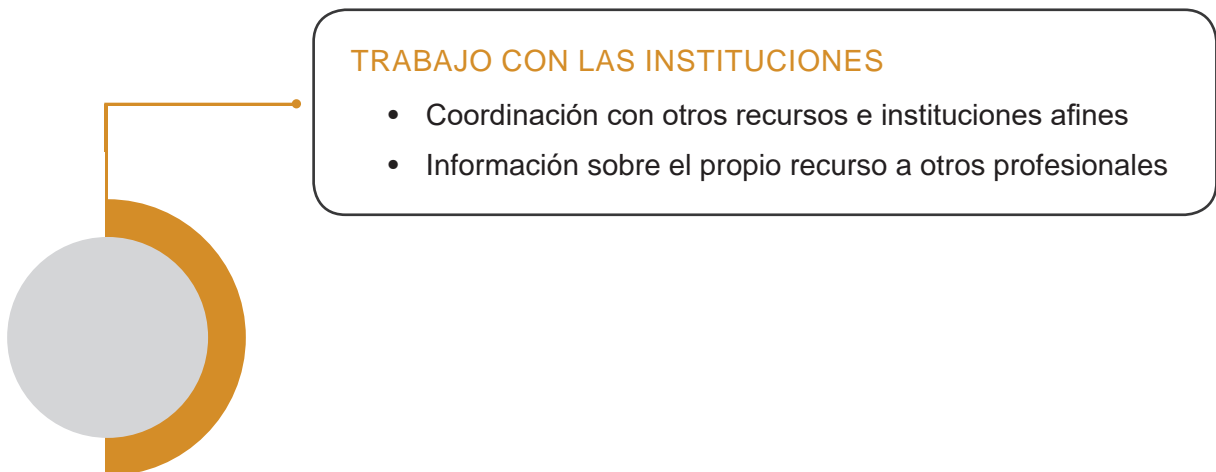 TRABAJO CON LAS INSTITUCIONES
• Coordinación con otros recursos e instituciones afines
• Información sobre el propio recurso a otros profesionales